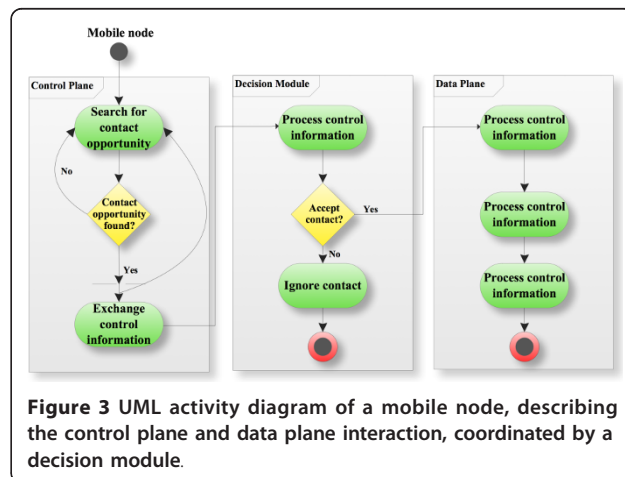 Mobile node
Control Plane
Search for
contact
opportunity
No
Contact
opportunity
found?
Yes
Exchange
control
information
Decision Module
Process control
information
Accept
contact?
Yes
No
Ignore contact
Data Plane
Process control
information
Process control
information
Process control
information
Figure 3 UML activity diagram of a mobile node, describing
the control plane and data plane interaction, coordinated by a
decision module.